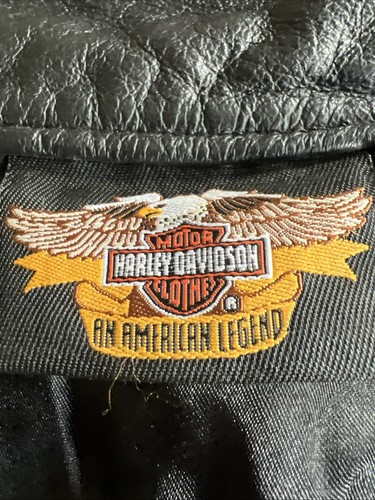 MOTOR
HARLEY-DAVIDSON
CLOTHES
®
AN AMERICAN LEGEND